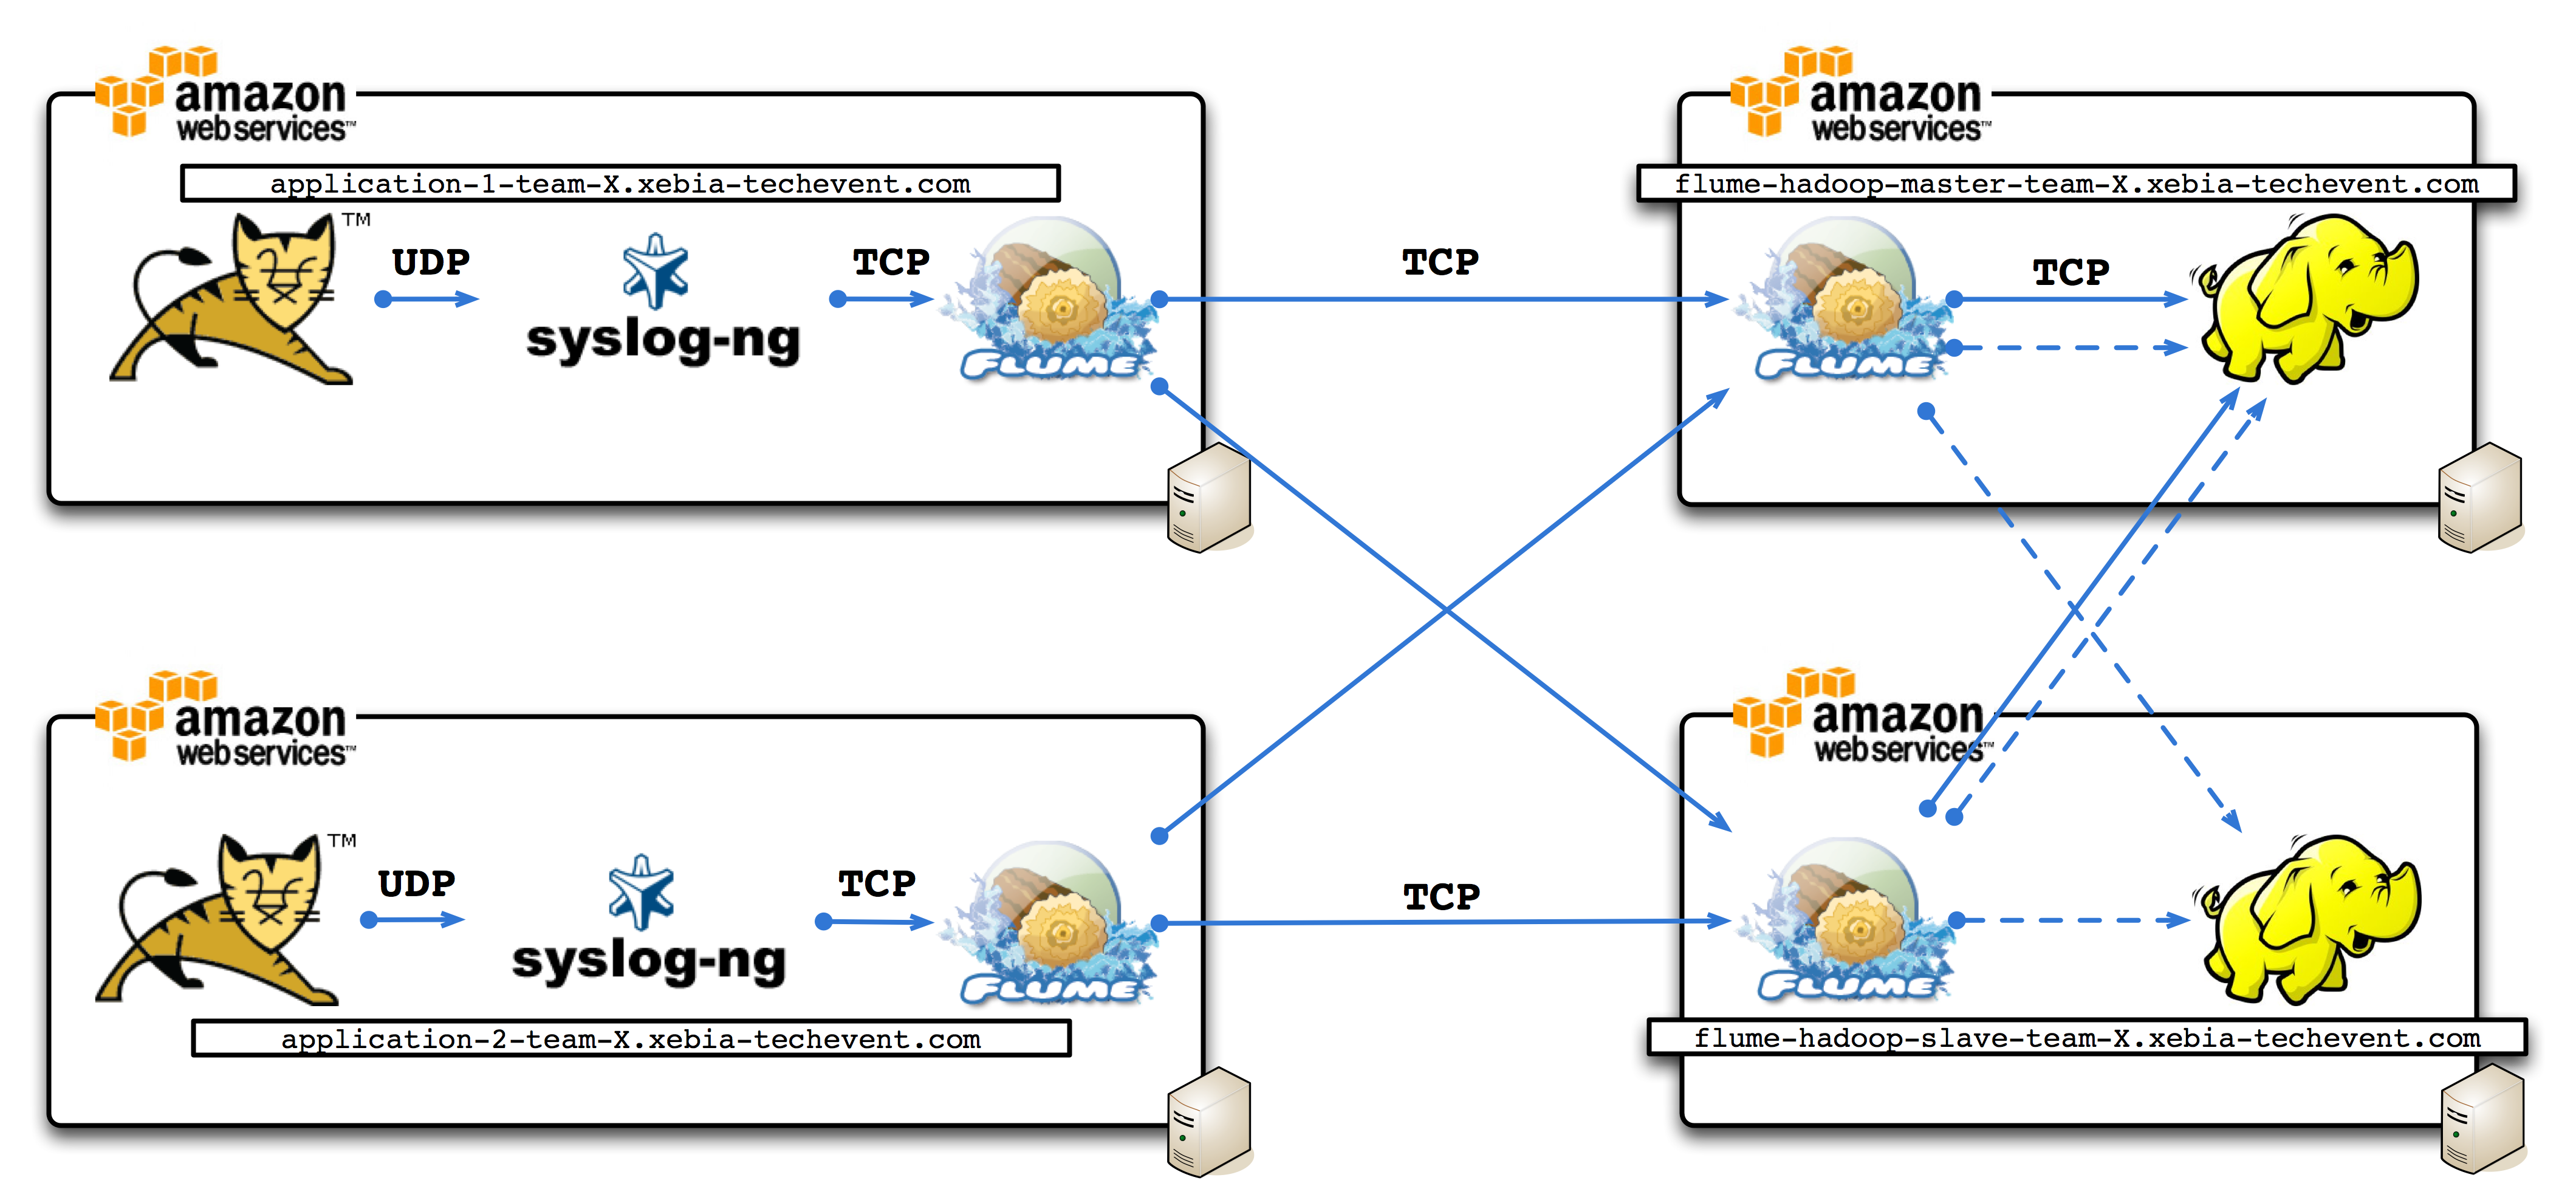 amazon
web services™
application-1-team-X.xebia-techevent.com
TM
UDP
syslog-ng
TCP
FLUME
TCP
amazon
web services™
flume-hadoop-master-team-X.xebia-techevent.com
FLUME
TCP
amazon
web services™
TM
UDP
syslog-ng
TCP
FLUME
application-2-team-X.xebia-techevent.com
TCP
amazon
web services™
FLUME
flume-hadoop-slave-team-X.xebia-techevent.com